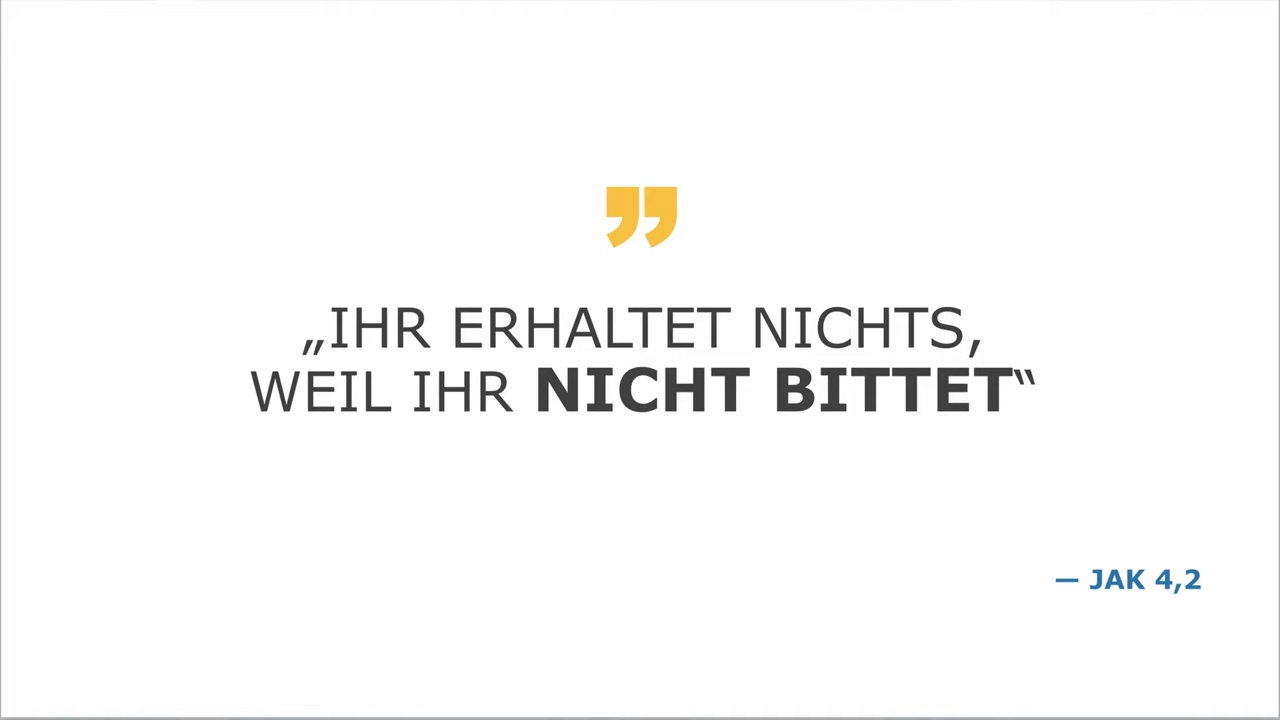 ”
„IHR ERHALTET NICHTS,
WEIL IHR NICHT BITTET“
— JAK 4,2